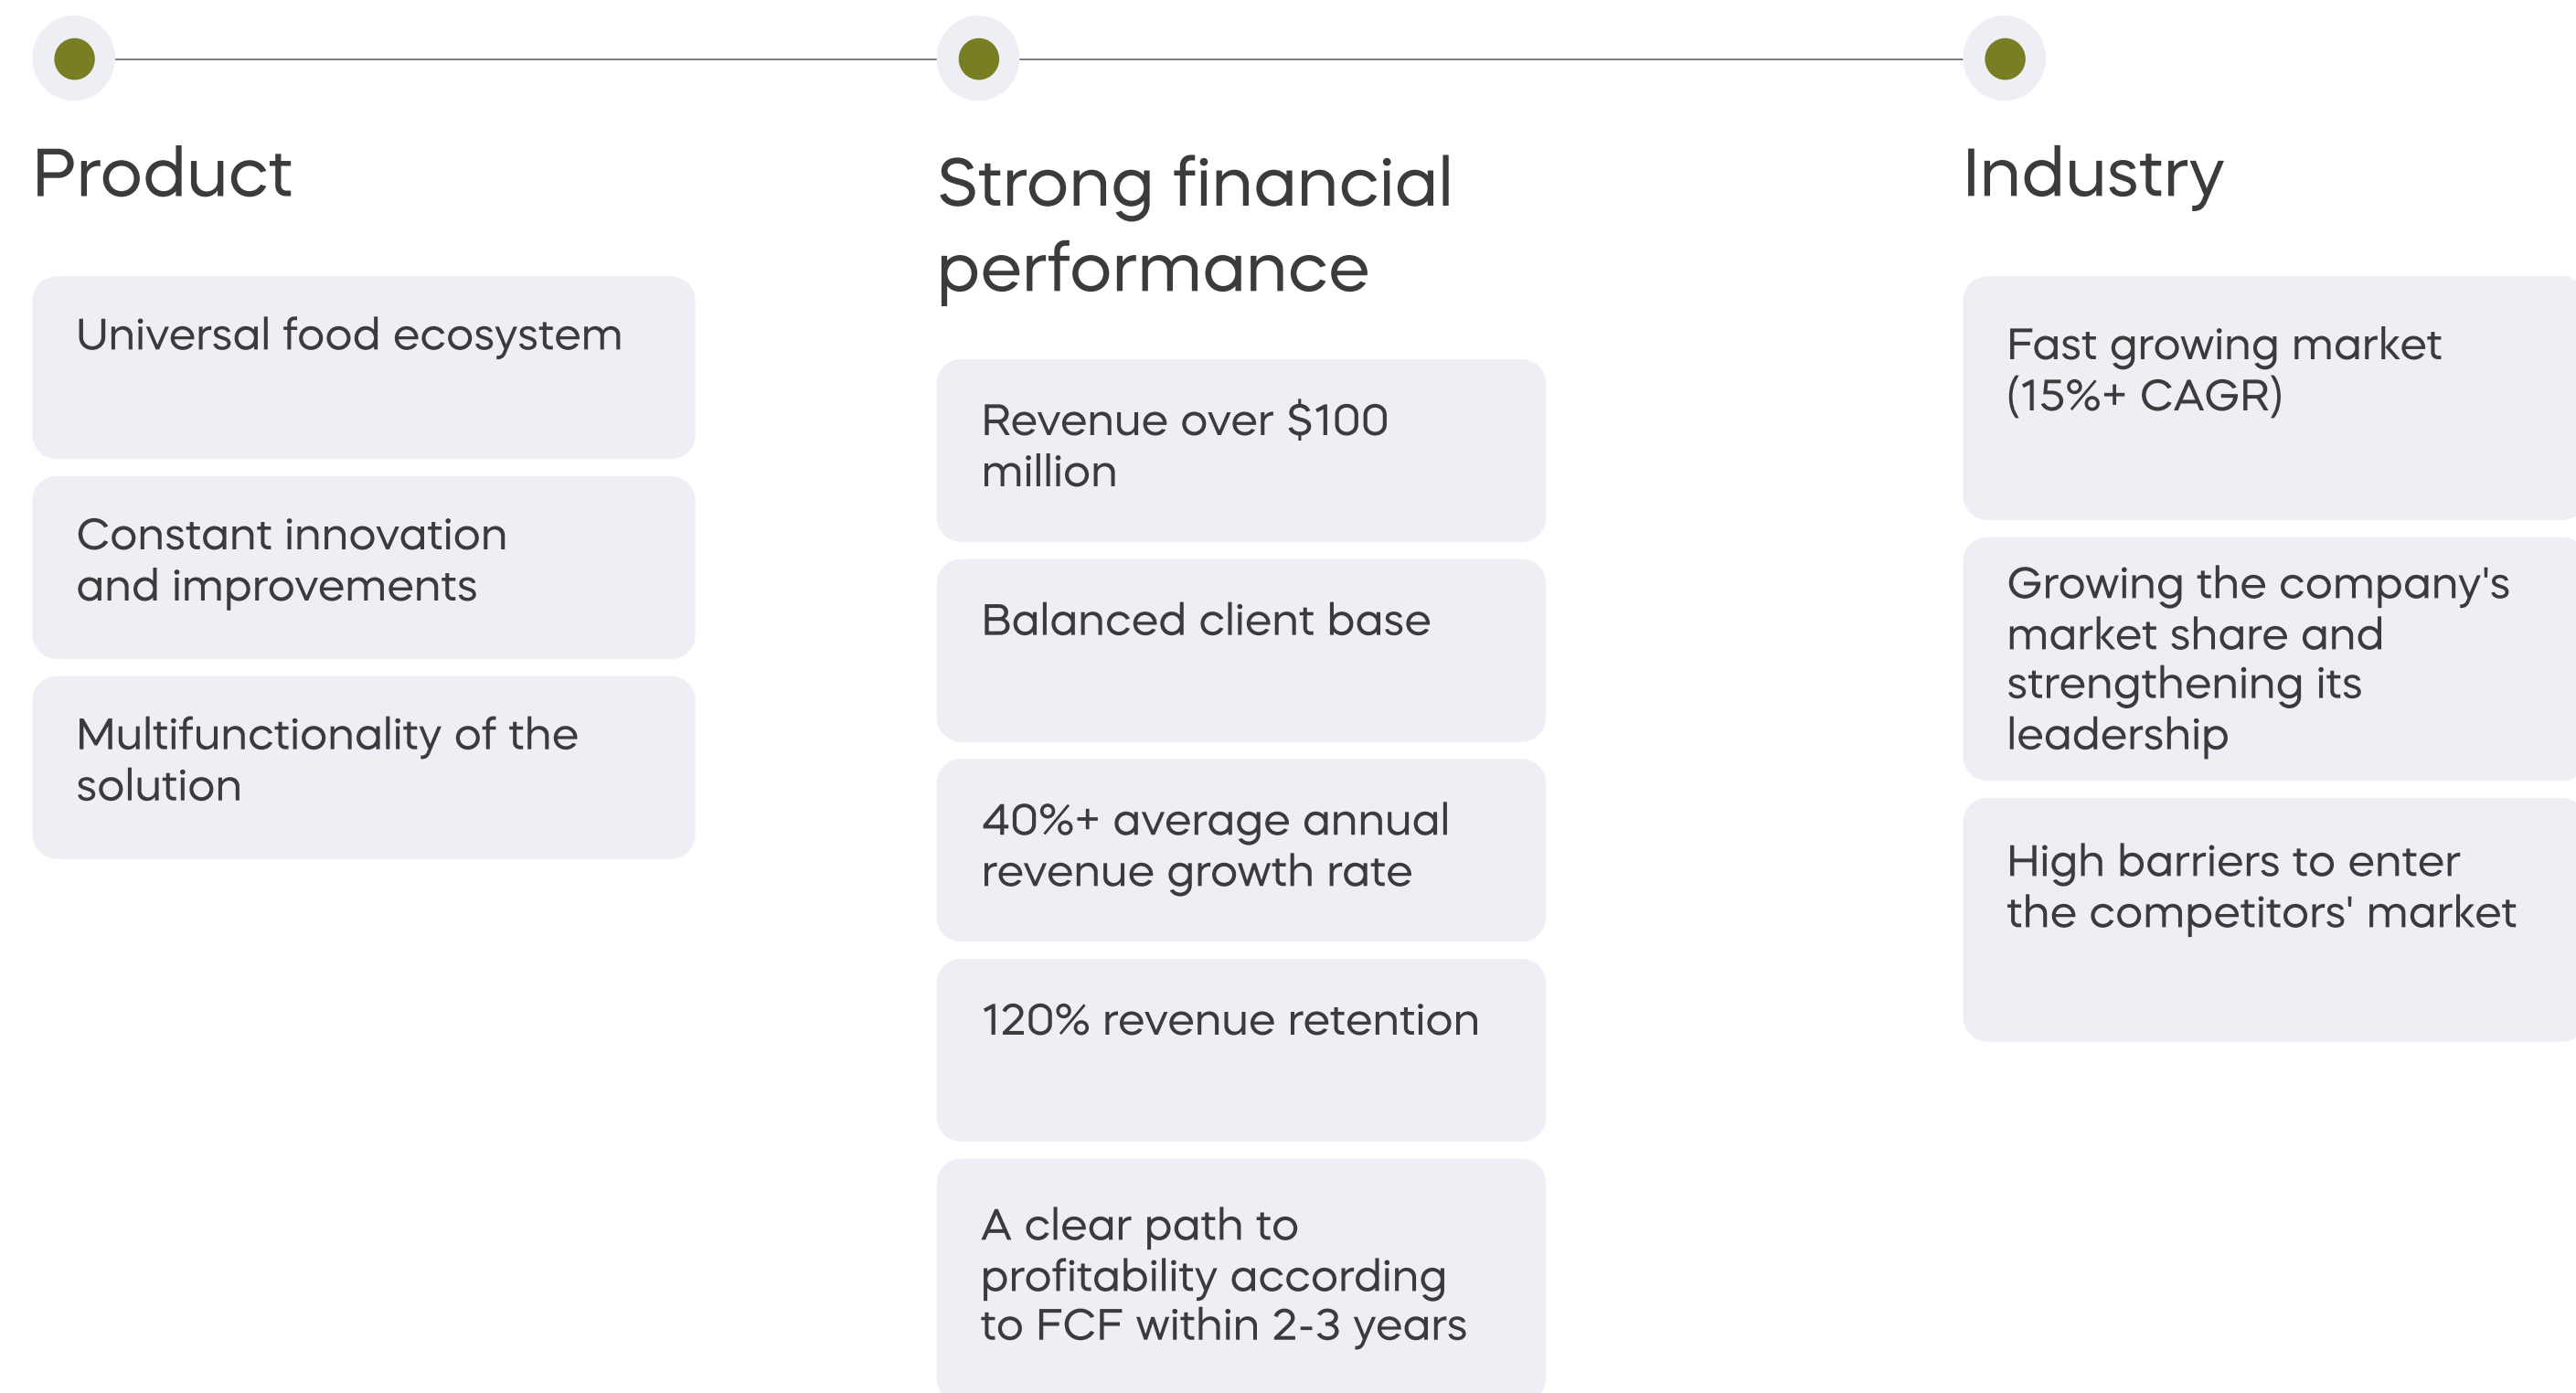 Product
Universal food ecosystem
Constant innovation
and improvements
Multifunctionality of the
solution
Strong financial
performance
Revenue over $100
million
Balanced client base
40%+ average annual
revenue growth rate
120% revenue retention
A clear path to
profitability according
to FCF within 2-3 years
Industry
Fast growing market
(15%+ CAGR)
Growing the company's
market share and
strengthening its
leadership
High barriers to enter
the competitors' market